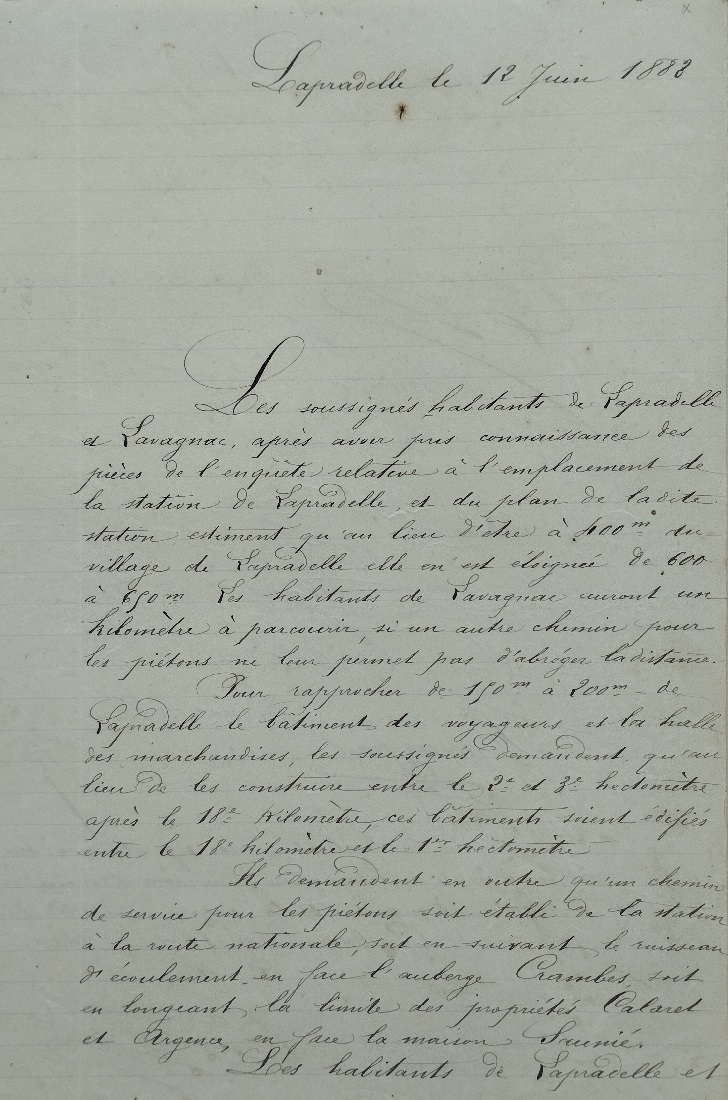 Lapradelle le 12 Juin 1883
Les soussignés habitants de Lapradelle
et Lavagnac, après avoir pris connaissance des
pièces de l'enquête relative à l'emplacement de
la station de Lapradelle et du plan de ladite
station estiment qu'au lieu d'être à 400 m du
village de Lapradelle elle en est éloignée de 600
à 650 m Les habitants de Lavagnac auront un
kilomètre à parcourir, si un autre chemin pour
les piétons ne leur permet pas d'abréger la distance.
Pour rapprocher de 150 m à 200 m de
Lapradelle le bâtiment des voyageurs et la halle
des marchandises, les soussignés demandent qu'au
lieu de les construire entre le 2e et 3e hectomètre
après le 18e Kilomètre, ces bâtiments soient édifiés
entre le 18e kilomètre et le 1er hectomètre
Ils demandent en outre qu'un chemin
de service pour les piétons soit établi de la station
à la route nationale, soit en suivant le ruisseau
d'écoulement en face l'auberge Crambes, soit
en longeant la limite des propriétés Calaret
et Argence, en face la maison Saunié.
Les habitants de Lapradelle et